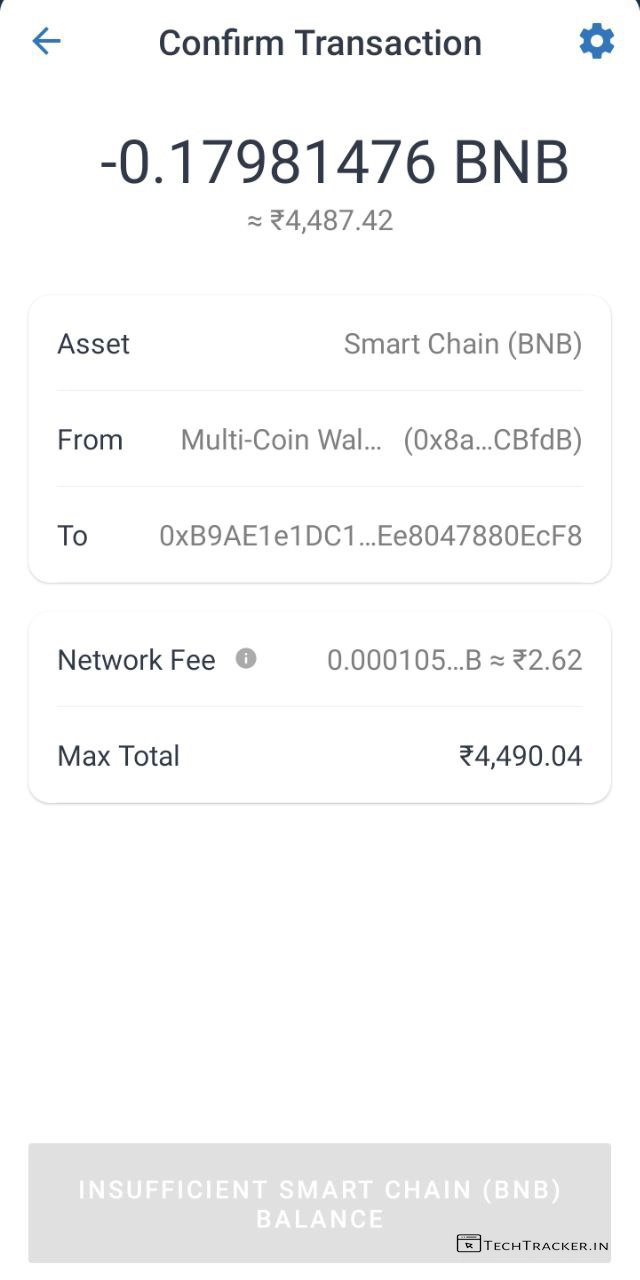 Confirm Transaction
-0.17981476 BNB
≈ ₹4,487.42
Asset Smart Chain (BNB)
From Multi-Coin Wal... (0x8a...CBfdB)
To 0xB9AE1e1DC1...Ee8047880EcF8
Network Fee 0.000105...B ≈ ₹2.62
Max Total ₹4,490.04
INSUFFICIENT SMART CHAIN (BNB)
BALANCE
TECHTRACKER.IN